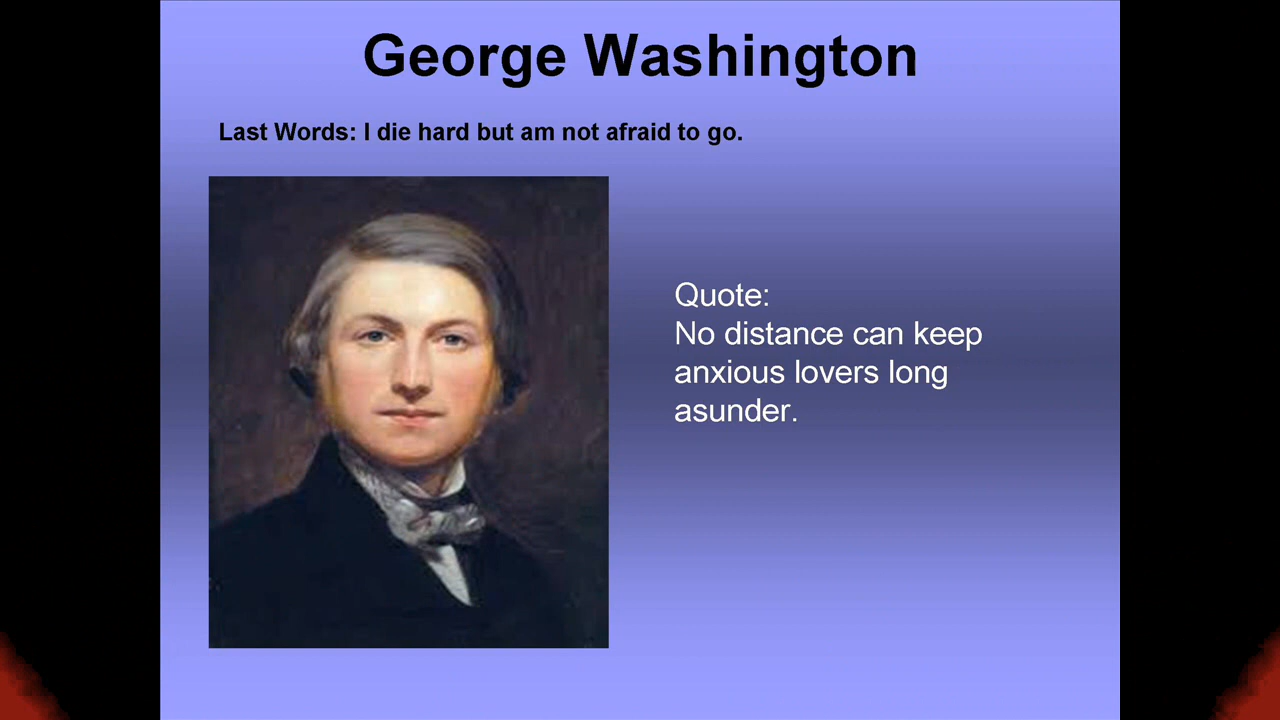 George Washington
Last Words: I die hard but am not afraid to go.
Quote:
No distance can keep
anxious lovers long
asunder.